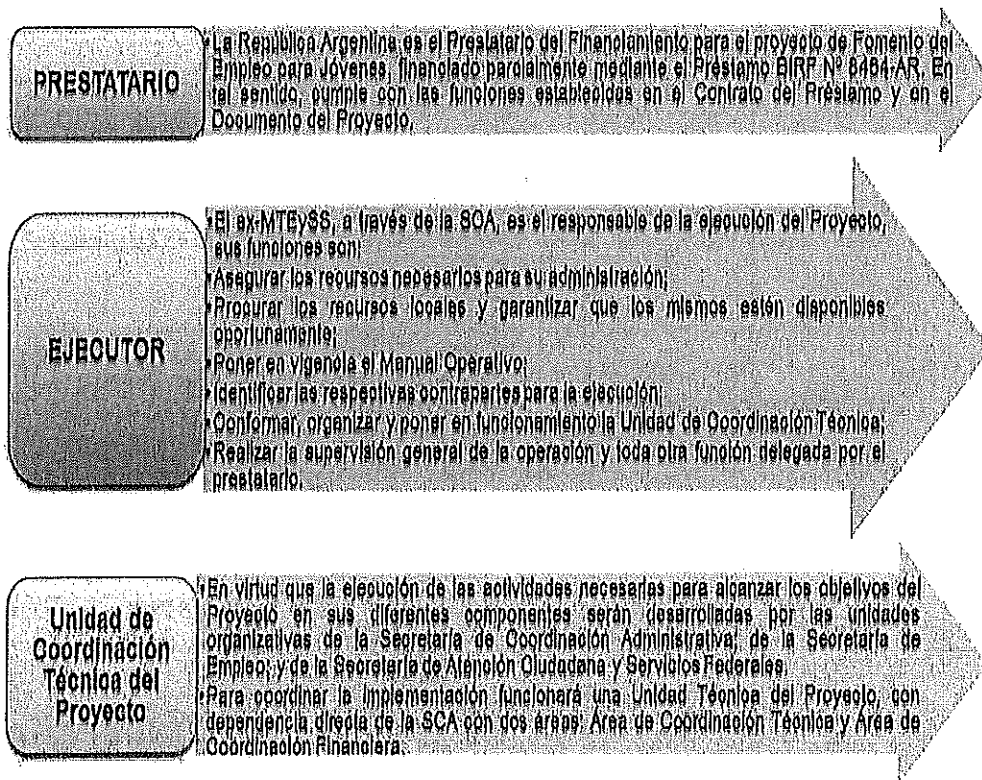 PRESTATARIO
•La República Argentina es el Prestatario del Financiamiento para el proyecto de Fomento del
Empleo para Jóvenes, financiado parcialmente mediante el Préstamo BIRF Nº 8464-AR. En
tal sentido, cumple con las funciones establecidas en el Contrato del Préstamo y en el
Documento del Proyecto.
EJECUTOR
•El ex-MTEySS, a través de la SCA, es el responsable de la ejecución del Proyecto,
sus funciones son:
•Asegurar los recursos necesarios para su administración;
•Procurar los recursos locales y garantizar que los mismos estén disponibles
oportunamente;
•Poner en vigencia el Manual Operativo;
•Identificar las respectivas contrapartes para la ejecución;
•Conformar, organizar y poner en funcionamiento la Unidad de Coordinación Técnica;
•Realizar la supervisión general de la operación y toda otra función delegada por el
prestatario.
Unidad de
Coordinación
Técnica del
Proyecto
•En virtud que la ejecución de las actividades necesarias para alcanzar los objetivos del
Proyecto en sus diferentes componentes serán desarrolladas por las unidades
organizativas de la Secretaría de Coordinación Administrativa; de la Secretaría de
Empleo; y de la Secretaría de Atención Ciudadana y Servicios Federales.
•Para coordinar la implementación funcionará una Unidad Técnica del Proyecto, con
dependencia directa de la SCA con dos áreas: Área de Coordinación Técnica y Área de
Coordinación Financiera.